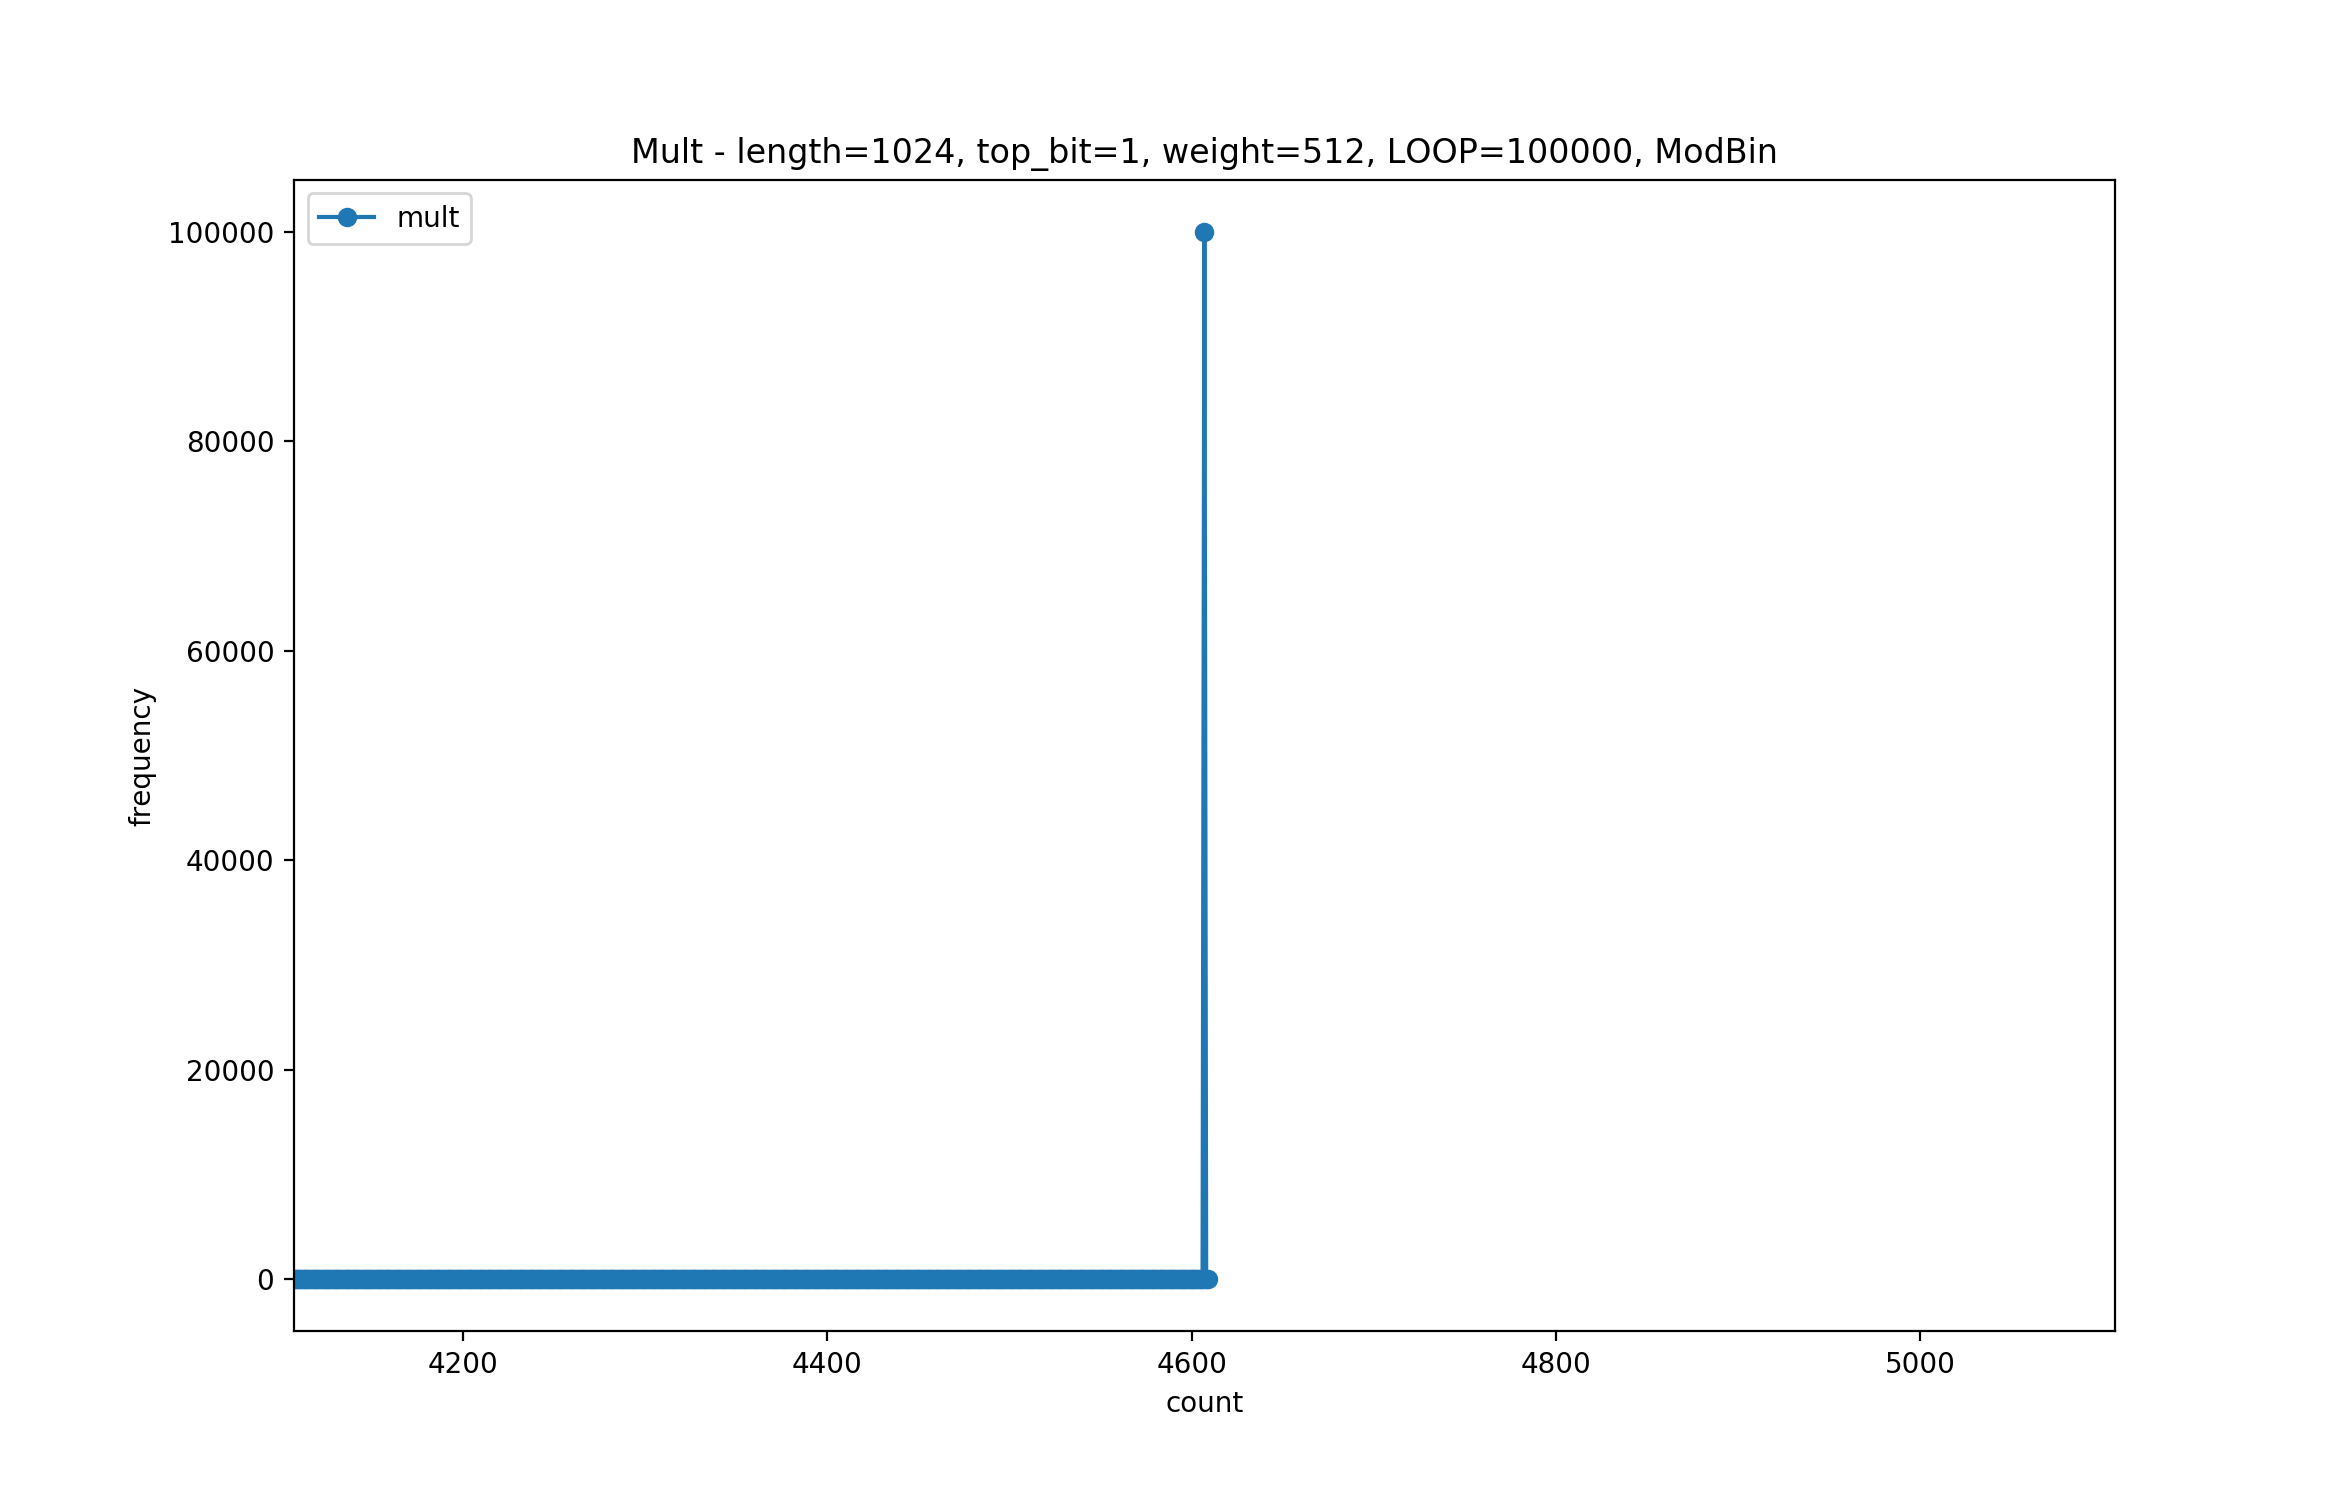 Mult - length=1024, top_bit=1, weight=512, LOOP=100000, ModBin
mult
100000
80000
60000
40000
20000
0
frequency
4200 4400 4600 4800 5000
count